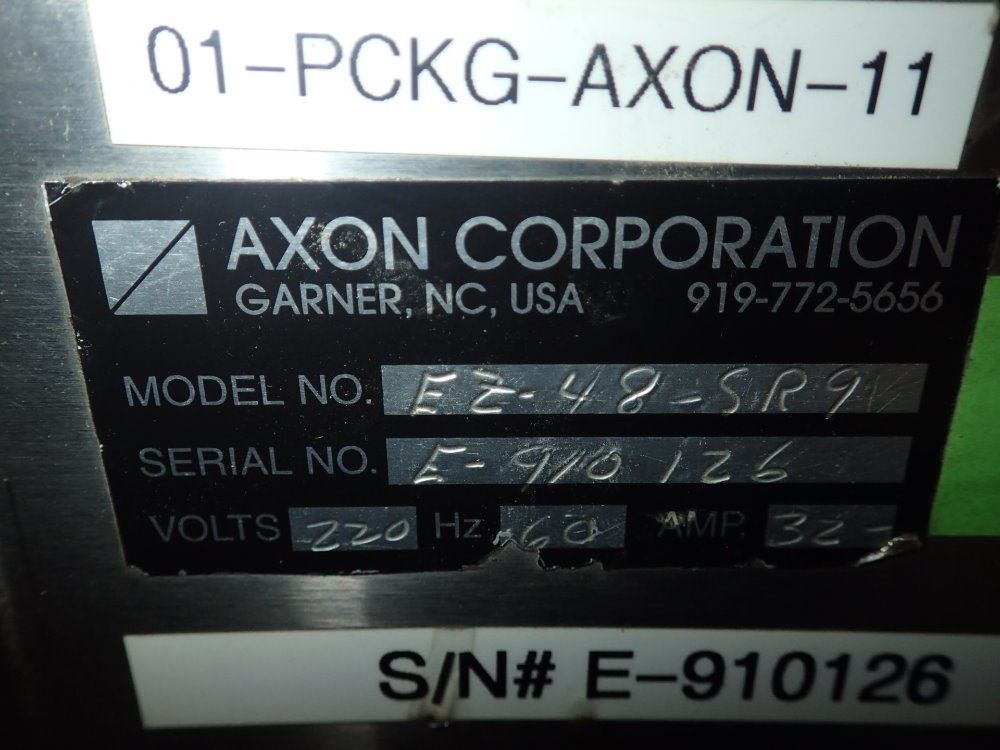 01-PCKG-AXON-11
AXON CORPORATION
GARNER, NC, USA 919-772-5656
MODEL NO. EZ-48-SR9
SERIAL NO. E-910126
VOLTS 220 Hz 60 AMP. 32-
S/N# E-910126